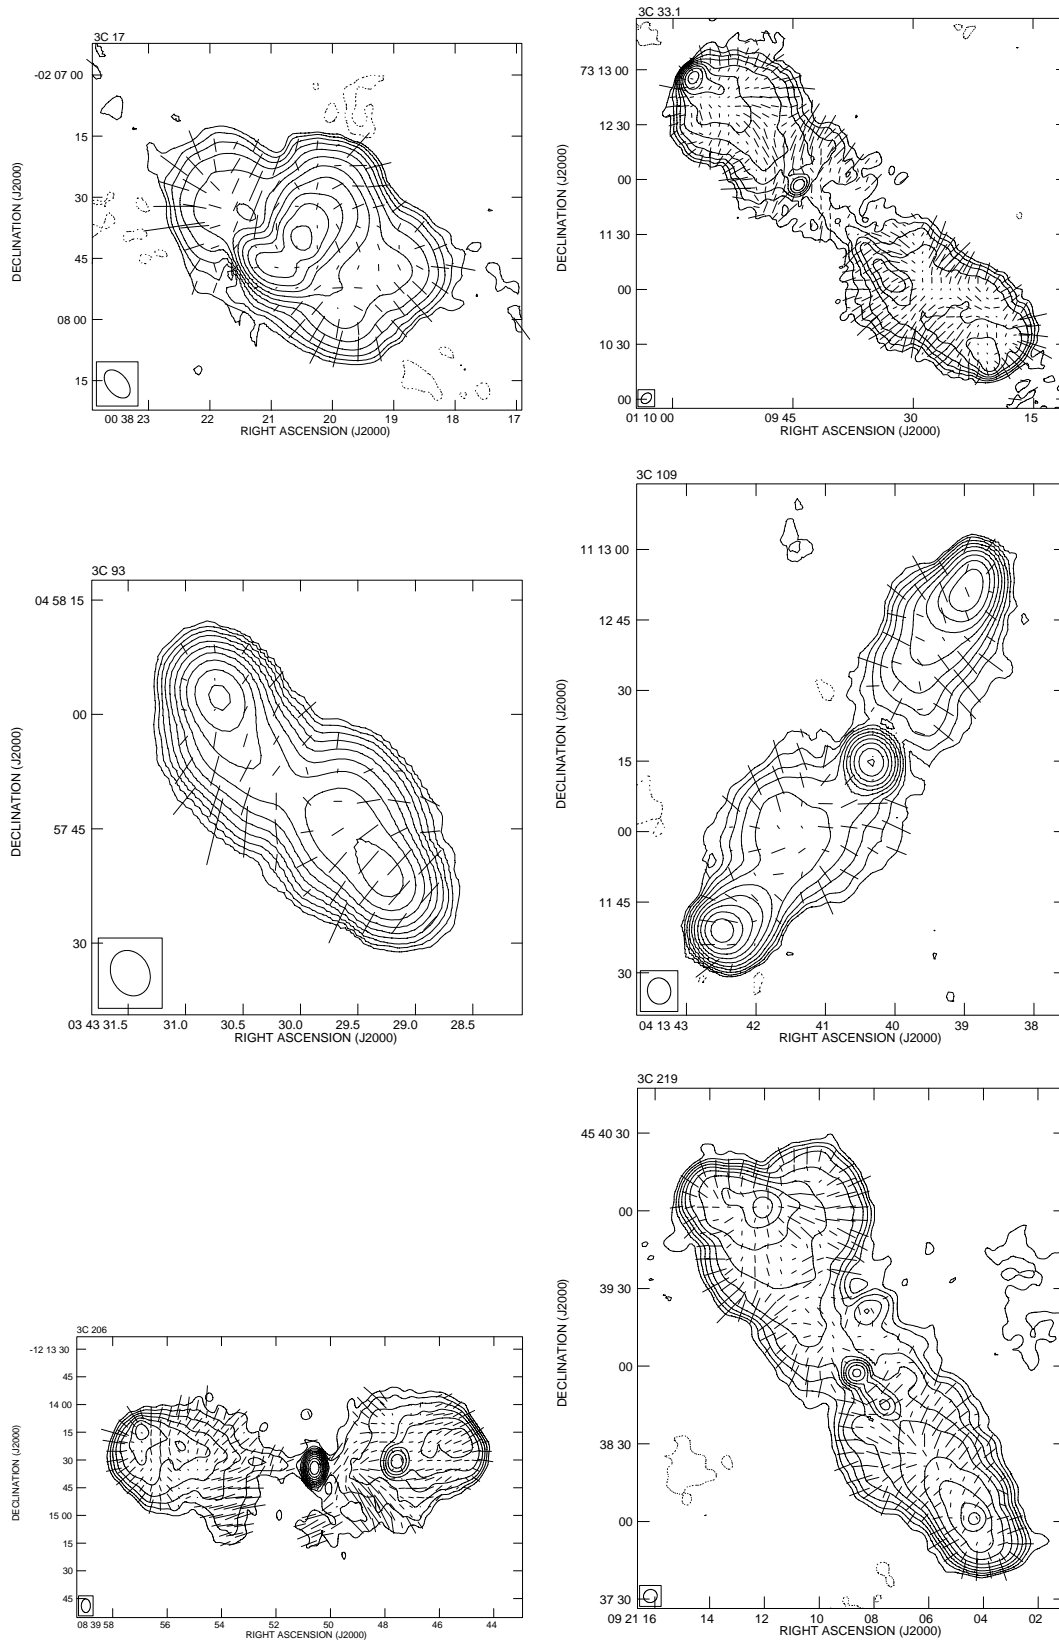 3C 17
DECLINATION (J2000)
-02 07 00
15
30
45
08 00
15
00 38 23
22
21
20
19
18
17
RIGHT ASCENSION (J2000)
3C 33.1
DECLINATION (J2000)
73 13 00
12 30
00
11 30
00
10 30
00
01 10 00
09 45
30
15
RIGHT ASCENSION (J2000)
3C 93
DECLINATION (J2000)
04 58 15
00
57 45
30
03 43 31.5
31.0
30.5
30.0
29.5
29.0
28.5
RIGHT ASCENSION (J2000)
3C 109
DECLINATION (J2000)
11 13 00
12 45
30
15
00
11 45
30
04 13 43
42
41
40
39
38
RIGHT ASCENSION (J2000)
3C 206
DECLINATION (J2000)
-12 13 30
45
14 00
15
30
45
15 00
15
30
45
08 39 58
56
54
52
50
48
46
44
RIGHT ASCENSION (J2000)
3C 219
DECLINATION (J2000)
45 40 30
00
39 30
00
38 30
00
37 30
09 21 16
14
12
10
08
06
04
02
RIGHT ASCENSION (J2000)